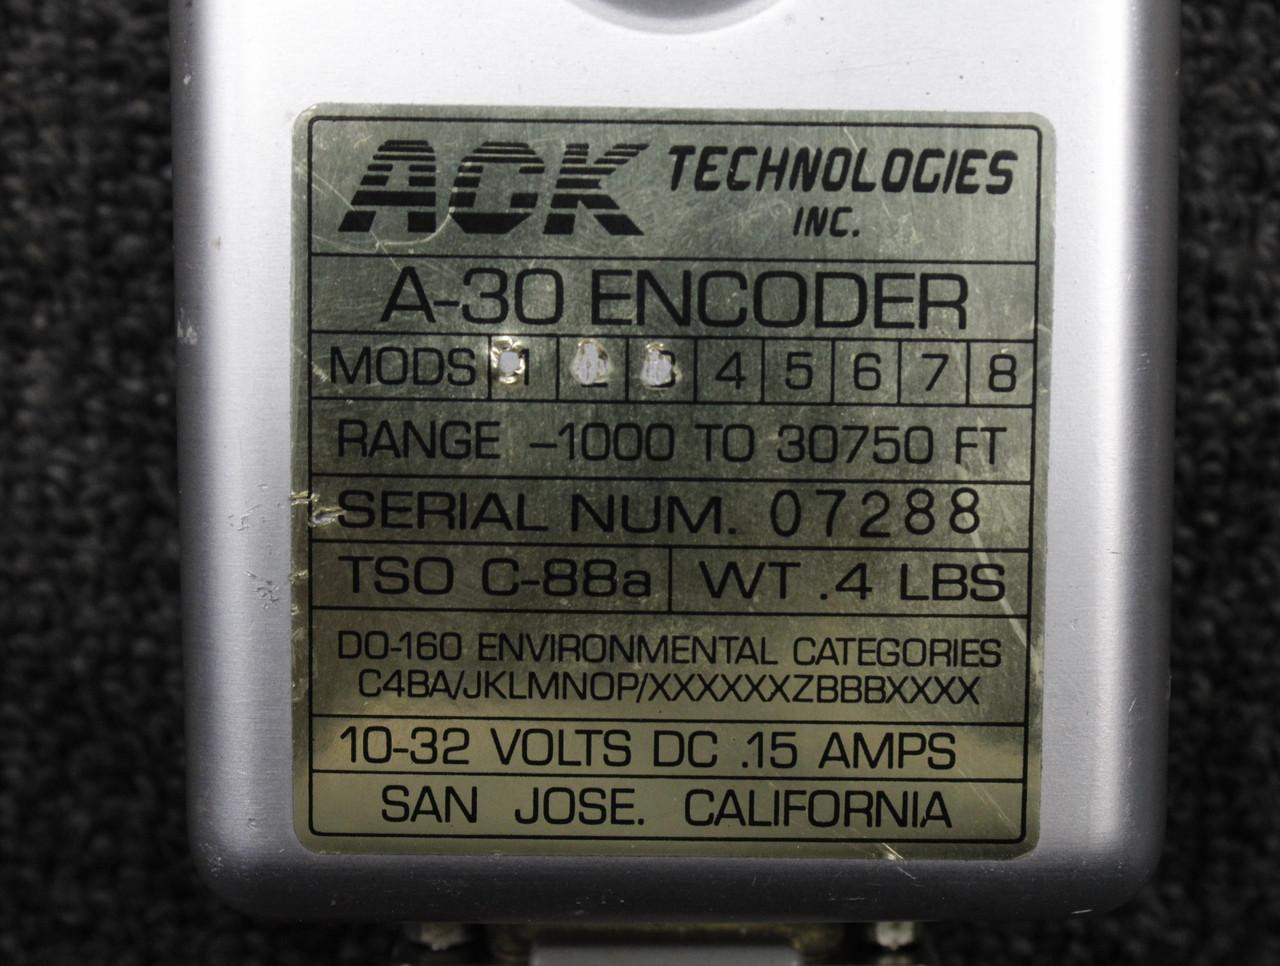 ACK TECHNOLOGIES
INC.
A-30 ENCODER
MODS 1 2 3 4 5 6 7 8
RANGE -1000 TO 30750 FT
SERIAL NUM. 07288
TSO C-88a WT .4 LBS
DO-160 ENVIRONMENTAL CATEGORIES
C4BA/JKLMNOP/XXXXXXZBBBXXXX
10-32 VOLTS DC .15 AMPS
SAN JOSE. CALIFORNIA